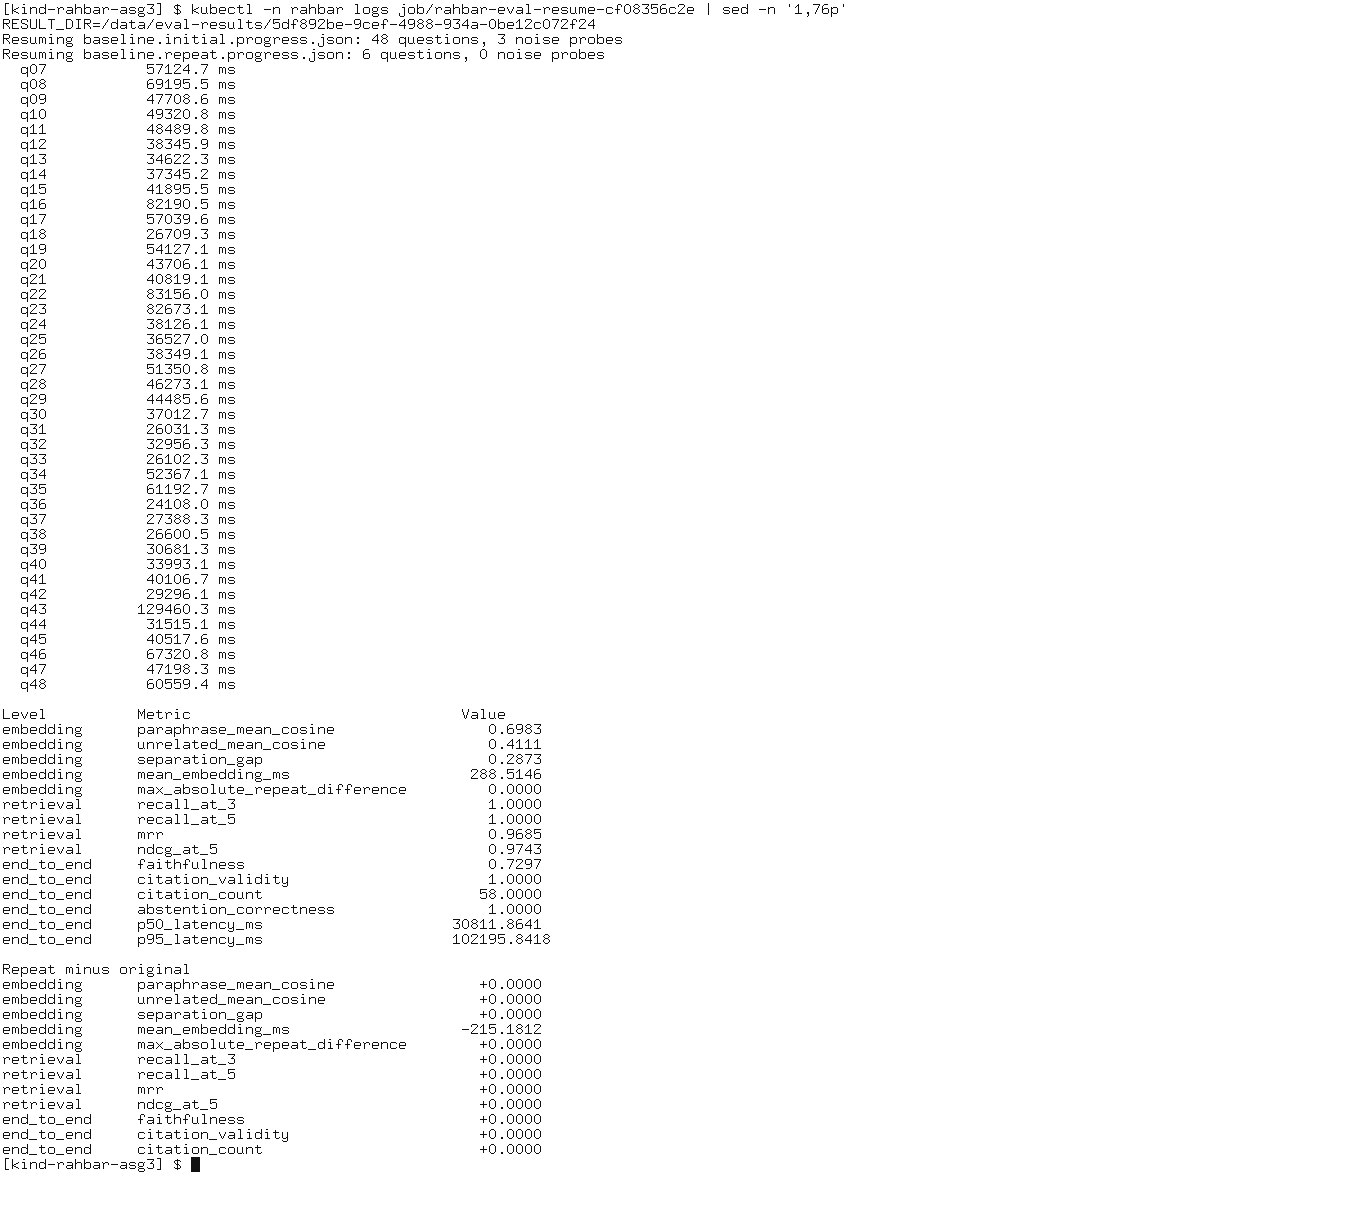 [kind-rahbar-asg3] $ kubectl -n rahbar logs job/rahbar-eval-resume-cf08356c2e | sed -n '1,76p'
RESULT_DIR=/data/eval-results/5df892be-9cef-4988-934a-0be12c072f24
Resuming baseline.initial.progress.json: 48 questions, 3 noise probes
Resuming baseline.repeat.progress.json: 6 questions, 0 noise probes
  q07           57124.7 ms
  q08           69195.5 ms
  q09           47708.6 ms
  q10           49320.8 ms
  q11           48489.8 ms
  q12           38345.9 ms
  q13           34622.3 ms
  q14           37345.2 ms
  q15           41895.5 ms
  q16           82190.5 ms
  q17           57039.6 ms
  q18           26709.3 ms
  q19           54127.1 ms
  q20           43706.1 ms
  q21           40819.1 ms
  q22           83156.0 ms
  q23           82673.1 ms
  q24           38126.1 ms
  q25           36527.0 ms
  q26           38349.1 ms
  q27           51350.8 ms
  q28           46273.1 ms
  q29           44485.6 ms
  q30           37012.7 ms
  q31           26031.3 ms
  q32           32956.3 ms
  q33           26102.3 ms
  q34           52367.1 ms
  q35           61192.7 ms
  q36           24108.0 ms
  q37           27388.3 ms
  q38           26600.5 ms
  q39           30681.3 ms
  q40           33993.1 ms
  q41           40106.7 ms
  q42           29296.1 ms
  q43          129460.3 ms
  q44           31515.1 ms
  q45           40517.6 ms
  q46           67320.8 ms
  q47           47198.3 ms
  q48           60559.4 ms
Level          Metric                              Value
embedding      paraphrase_mean_cosine                 0.6983
embedding      unrelated_mean_cosine                  0.4111
embedding      separation_gap                         0.2873
embedding      mean_embedding_ms                    288.5146
embedding      max_absolute_repeat_difference         0.0000
retrieval      recall_at_3                            1.0000
retrieval      recall_at_5                            1.0000
retrieval      mrr                                    0.9685
retrieval      ndcg_at_5                              0.9743
end_to_end     faithfulness                           0.7297
end_to_end     citation_validity                      1.0000
end_to_end     citation_count                        58.0000
end_to_end     abstention_correctness                 1.0000
end_to_end     p50_latency_ms                     30811.8641
end_to_end     p95_latency_ms                     102195.8418
Repeat minus original
embedding      paraphrase_mean_cosine                +0.0000
embedding      unrelated_mean_cosine                 +0.0000
embedding      separation_gap                        +0.0000
embedding      mean_embedding_ms                   -215.1812
embedding      max_absolute_repeat_difference        +0.0000
retrieval      recall_at_3                           +0.0000
retrieval      recall_at_5                           +0.0000
retrieval      mrr                                   +0.0000
retrieval      ndcg_at_5                             +0.0000
end_to_end     faithfulness                          +0.0000
end_to_end     citation_validity                     +0.0000
end_to_end     citation_count                        +0.0000
[kind-rahbar-asg3] $